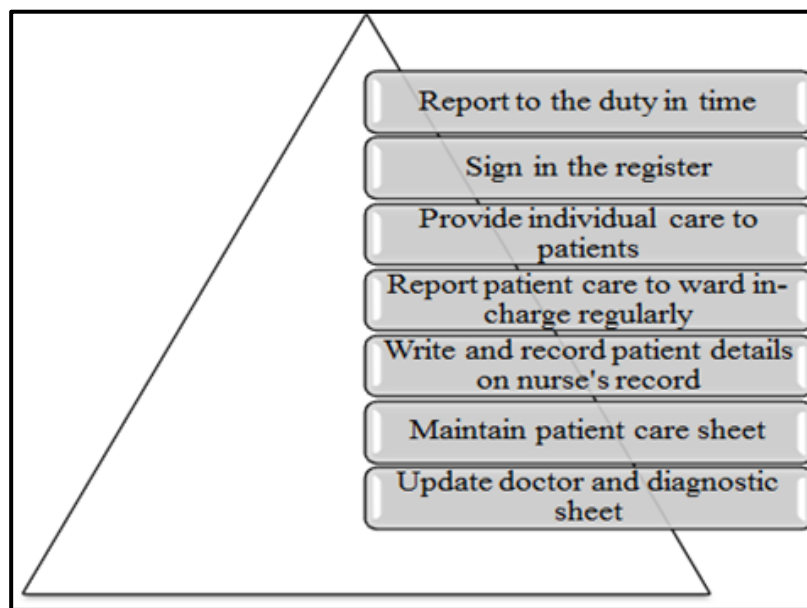 Report to the duty in time
Sign in the register
Provide individual care to
patients
Report patient care to ward in-
charge regularly
Write and record patient details
on nurse's record
Maintain patient care sheet
Update doctor and diagnostic
sheet